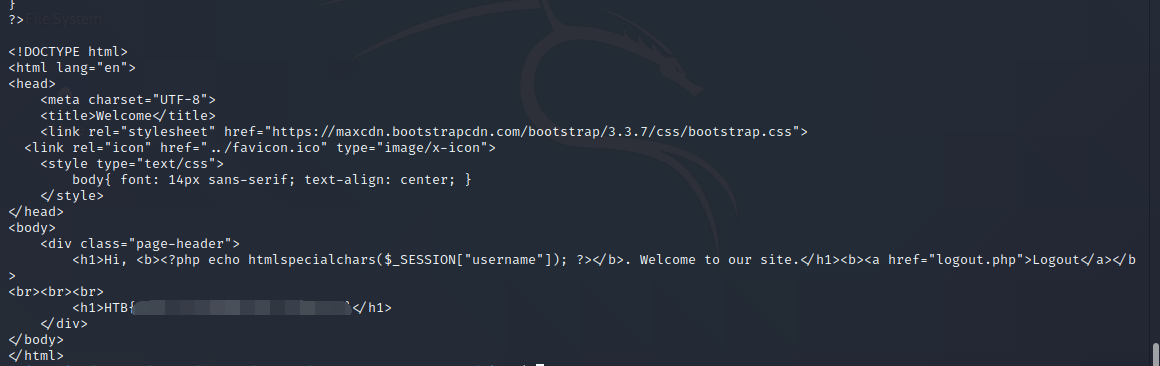 }
?>
File System
<!DOCTYPE html>
<html lang="en">
<head>
    <meta charset="UTF-8">
    <title>Welcome</title>
    <link rel="stylesheet" href="https://maxcdn.bootstrapcdn.com/bootstrap/3.3.7/css/bootstrap.css">
  <link rel="icon" href="../favicon.ico" type="image/x-icon">
    <style type="text/css">
        body{ font: 14px sans-serif; text-align: center; }
    </style>
</head>
<body>
    <div class="page-header">
        <h1>Hi, <b><?php echo htmlspecialchars($_SESSION["username"]); ?></b>. Welcome to our site.</h1><b><a href="logout.php">Logout</a></b
>
<br><br><br>
        <h1>HTB{</h1>
    </div>
</body>
</html>